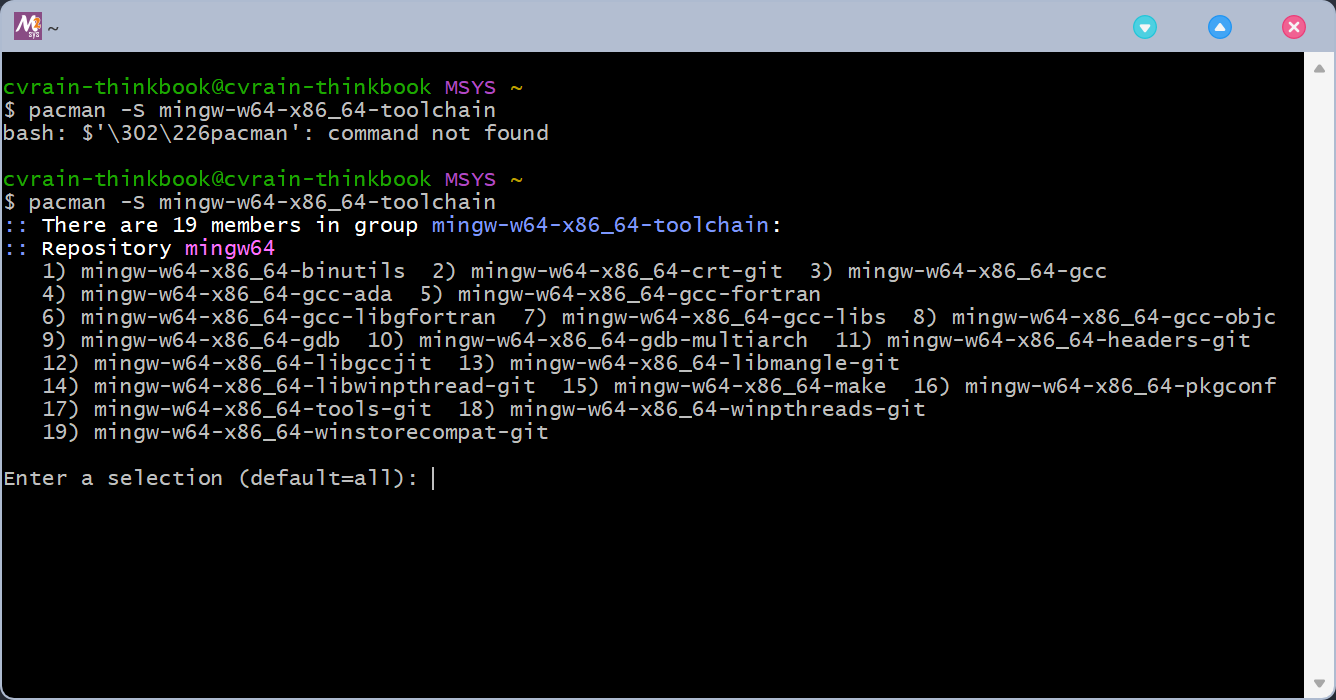 M2 sys ~
cvrain-thinkbook@cvrain-thinkbook MSYS ~
$ pacman -S mingw-w64-x86_64-toolchain
bash: $'\302\226pacman': command not found
cvrain-thinkbook@cvrain-thinkbook MSYS ~
$ pacman -S mingw-w64-x86_64-toolchain
:: There are 19 members in group mingw-w64-x86_64-toolchain:
:: Repository mingw64
1) mingw-w64-x86_64-binutils 2) mingw-w64-x86_64-crt-git 3) mingw-w64-x86_64-gcc
4) mingw-w64-x86_64-gcc-ada 5) mingw-w64-x86_64-gcc-fortran
6) mingw-w64-x86_64-gcc-libgfortran 7) mingw-w64-x86_64-gcc-libs 8) mingw-w64-x86_64-gcc-objc
9) mingw-w64-x86_64-gdb 10) mingw-w64-x86_64-gdb-multiarch 11) mingw-w64-x86_64-headers-git
12) mingw-w64-x86_64-libgccjit 13) mingw-w64-x86_64-libmangle-git
14) mingw-w64-x86_64-libwinpthread-git 15) mingw-w64-x86_64-make 16) mingw-w64-x86_64-pkgconf
17) mingw-w64-x86_64-tools-git 18) mingw-w64-x86_64-winpthreads-git
19) mingw-w64-x86_64-winstorecompat-git
Enter a selection (default=all):